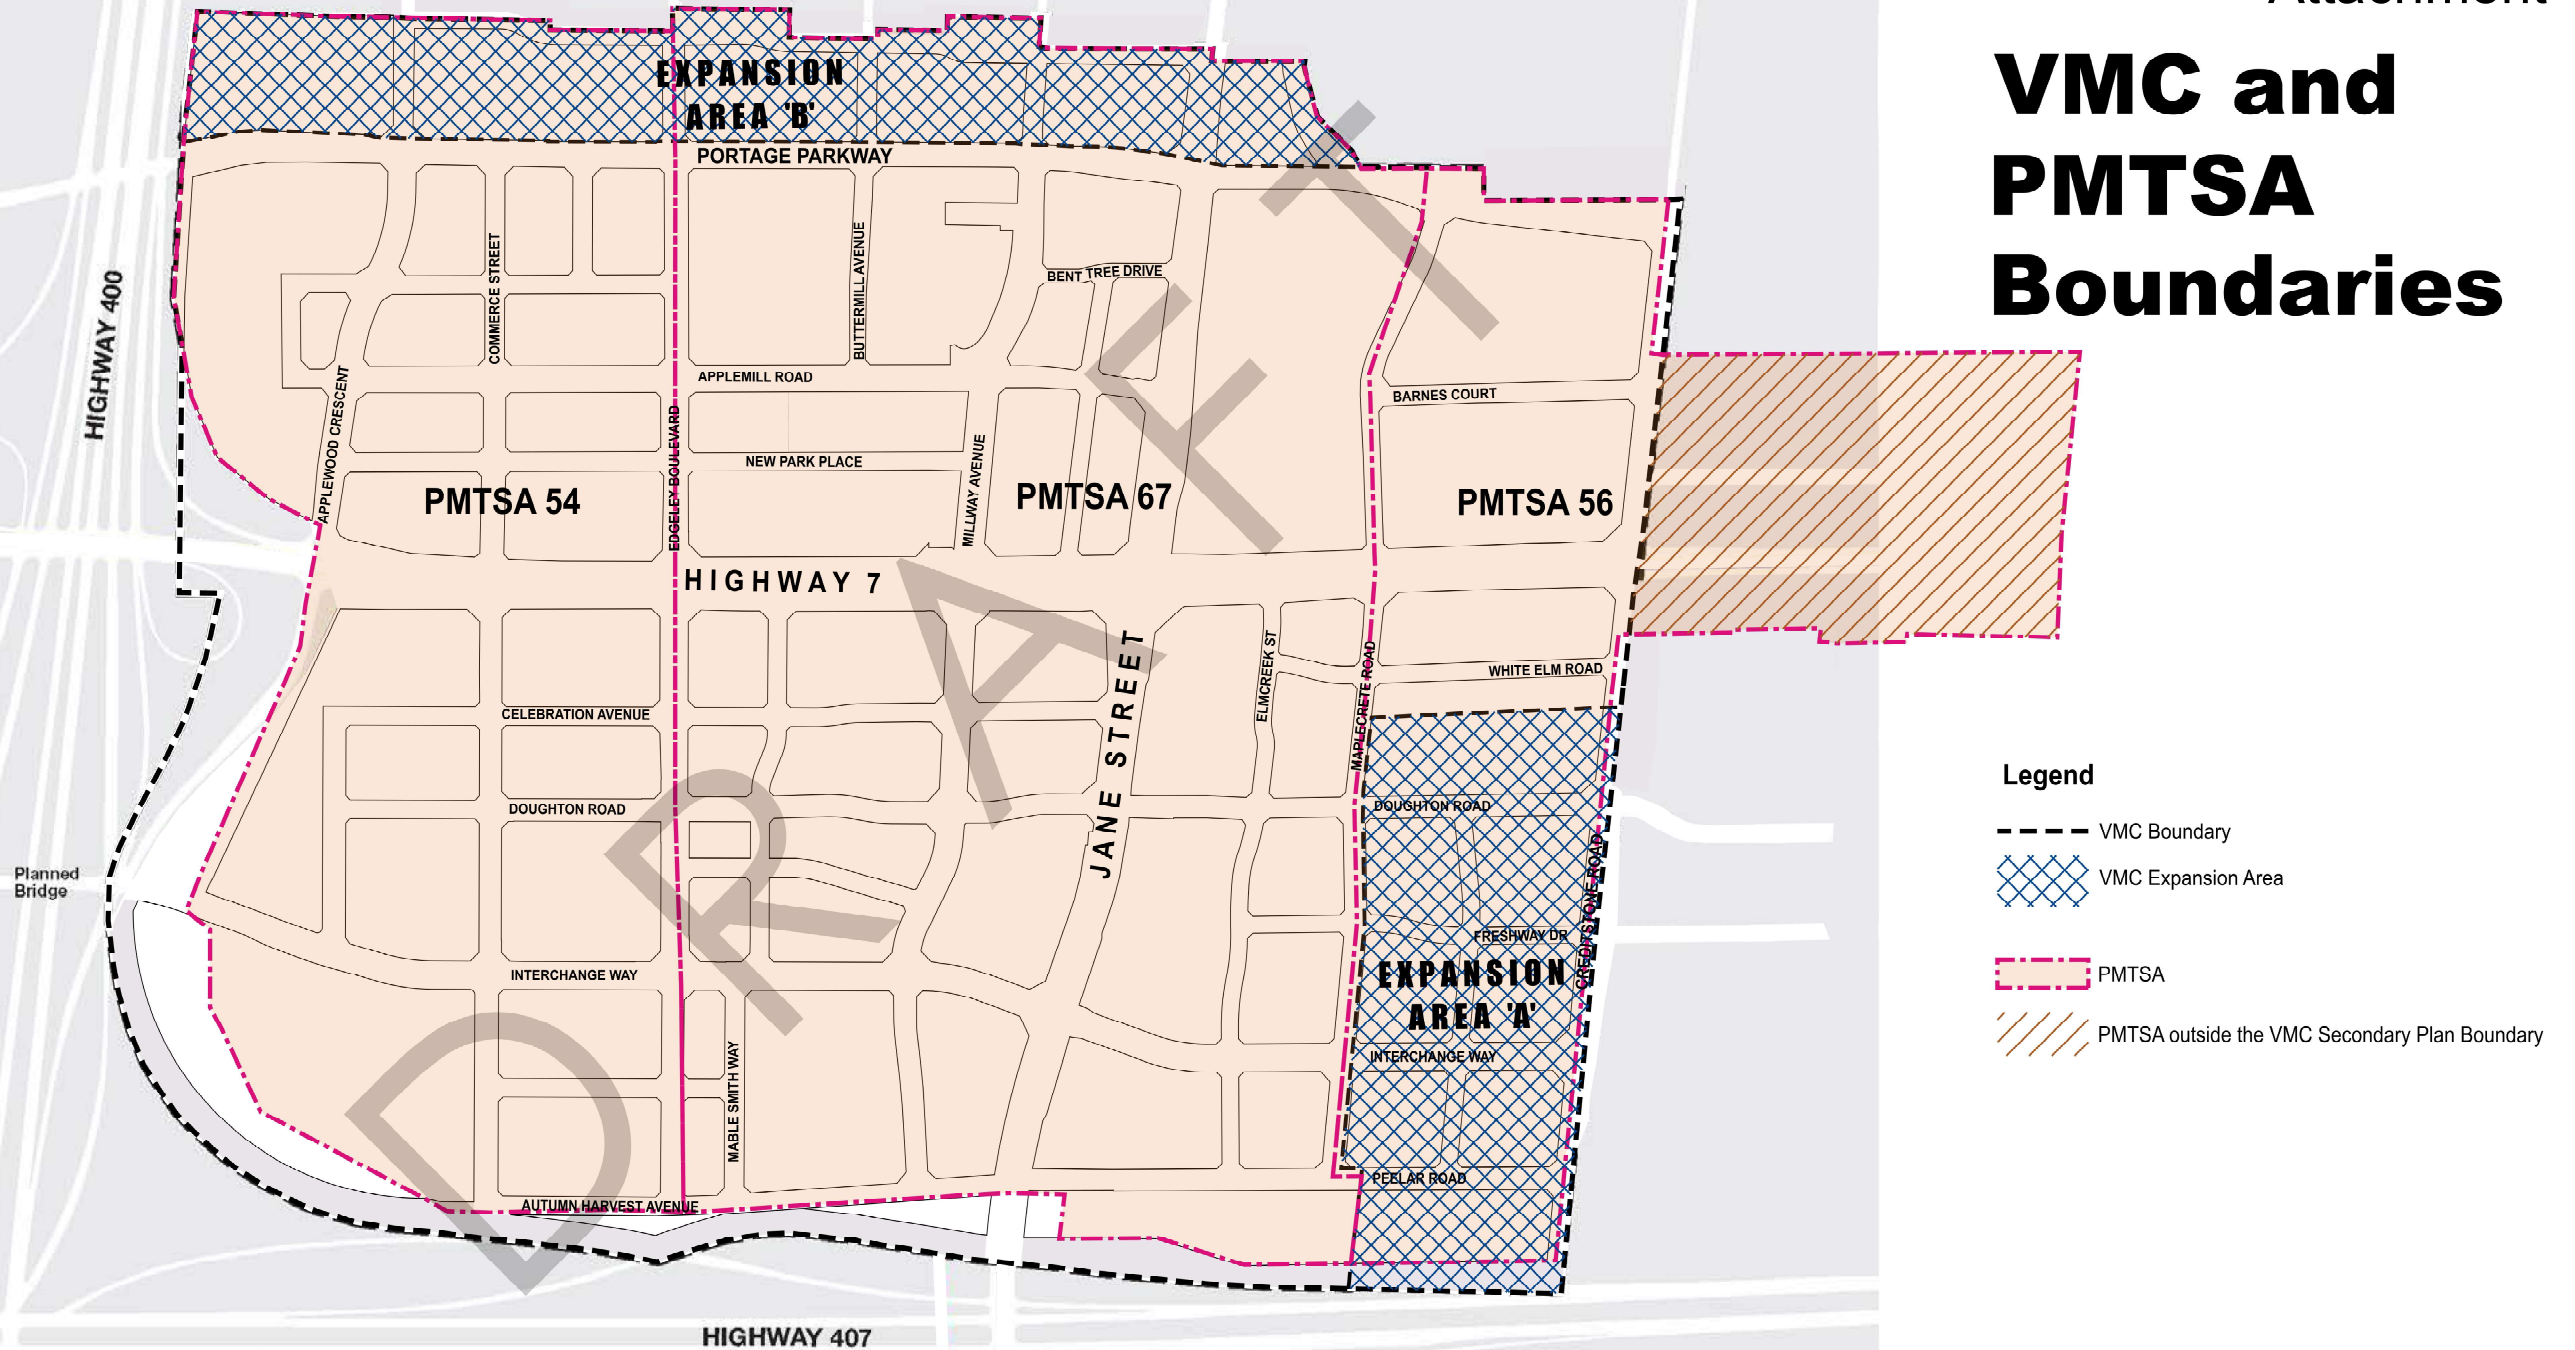 Attachment
VMC and
PMTSA
Boundaries
EXPANSION
AREA 'B'
PORTAGE PARKWAY
HIGHWAY 400
COMMERCE STREET
BUTTERMILL AVENUE
BENT TREE DRIVE
APPLEMILL ROAD
BARNES COURT
APPLEWOOD CRESCENT
EDGELEY BOULEVARD
NEW PARK PLACE
MILLWAY AVENUE
PMTSA 54
PMTSA 67
PMTSA 56
HIGHWAY 7
JANE STREET
ELMCREEK ST
MAPLECRETE ROAD
WHITE ELM ROAD
CELEBRATION AVENUE
DOUGHTON ROAD
DOUGHTON ROAD
Planned
Bridge
CREDITSTONE ROAD
FRESHWAY DR
EXPANSION
AREA 'A'
INTERCHANGE WAY
INTERCHANGE WAY
MABLE SMITH WAY
PEELAR ROAD
AUTUMN HARVEST AVENUE
HIGHWAY 407
DRAFT
Legend
VMC Boundary
VMC Expansion Area
PMTSA
PMTSA outside the VMC Secondary Plan Boundary